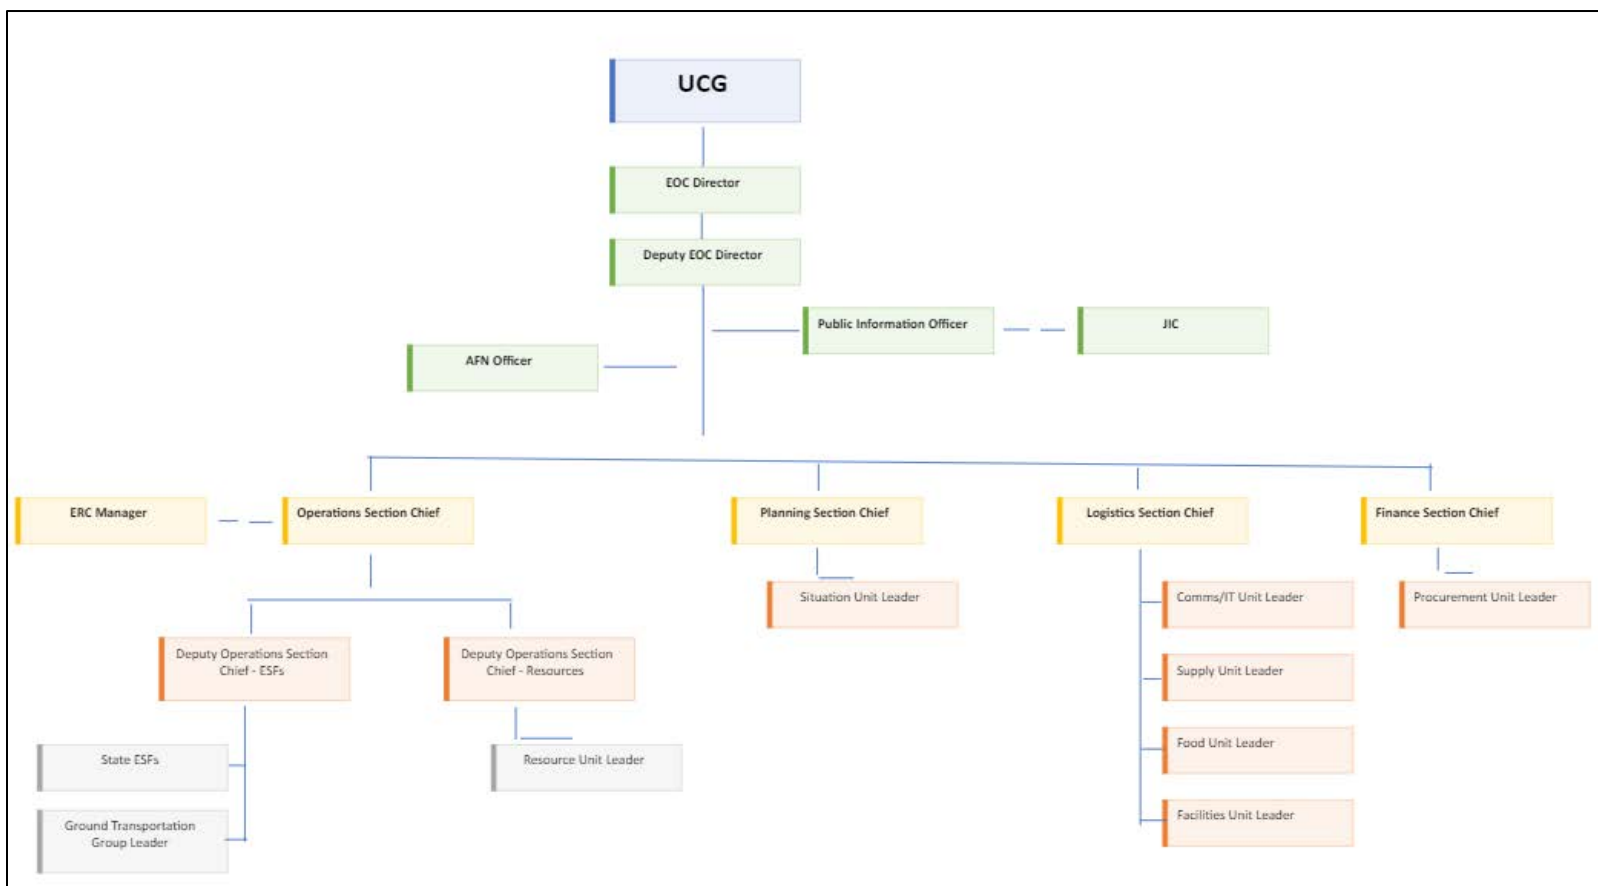 UCG
EOC Director
Deputy EOC Director
Public Information Officer
JIC
AFN Officer
ERC Manager
Operations Section Chief
Planning Section Chief
Logistics Section Chief
Finance Section Chief
Situation Unit Leader
Comms/IT Unit Leader
Procurement Unit Leader
Deputy Operations Section
Chief - ESFs
Deputy Operations Section
Chief - Resources
Supply Unit Leader
State ESFs
Resource Unit Leader
Food Unit Leader
Ground Transportation
Group Leader
Facilities Unit Leader